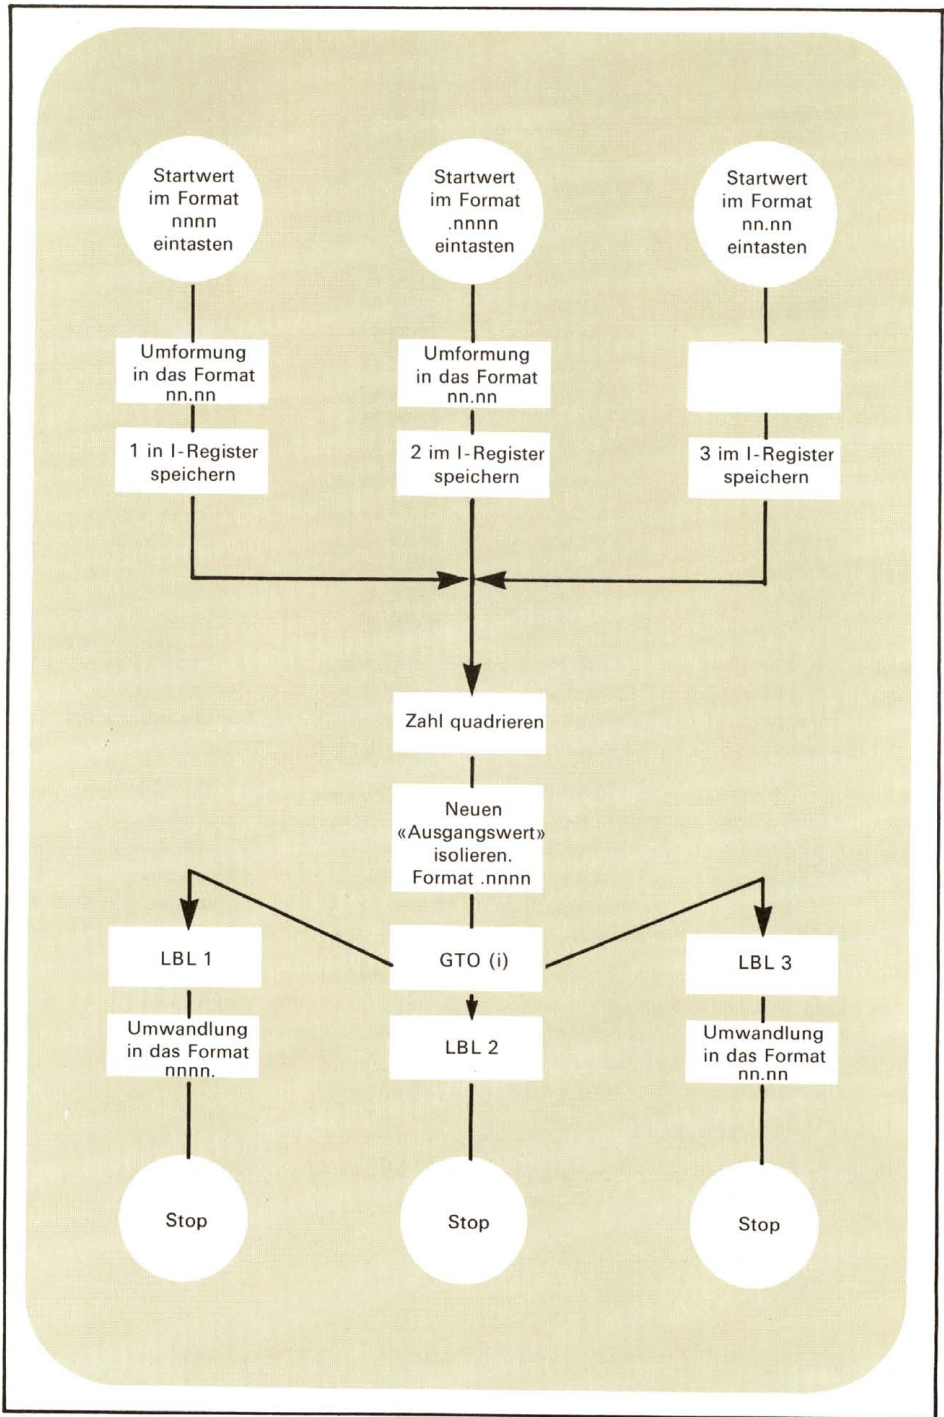 Startwert
im Format
nnnn
eintasten
Startwert
im Format
.nnnn
eintasten
Startwert
im Format
nn.nn
eintasten
Umformung
in das Format
nn.nn
Umformung
in das Format
nn.nn
1 in I-Register
speichern
2 im I-Register
speichern
3 im I-Register
speichern
Zahl quadrieren
Neuen
«Ausgangswert»
isolieren.
Format .nnnn
LBL 1
GTO (i)
LBL 3
Umwandlung
in das Format
nnnn.
LBL 2
Umwandlung
in das Format
nn.nn
Stop
Stop
Stop